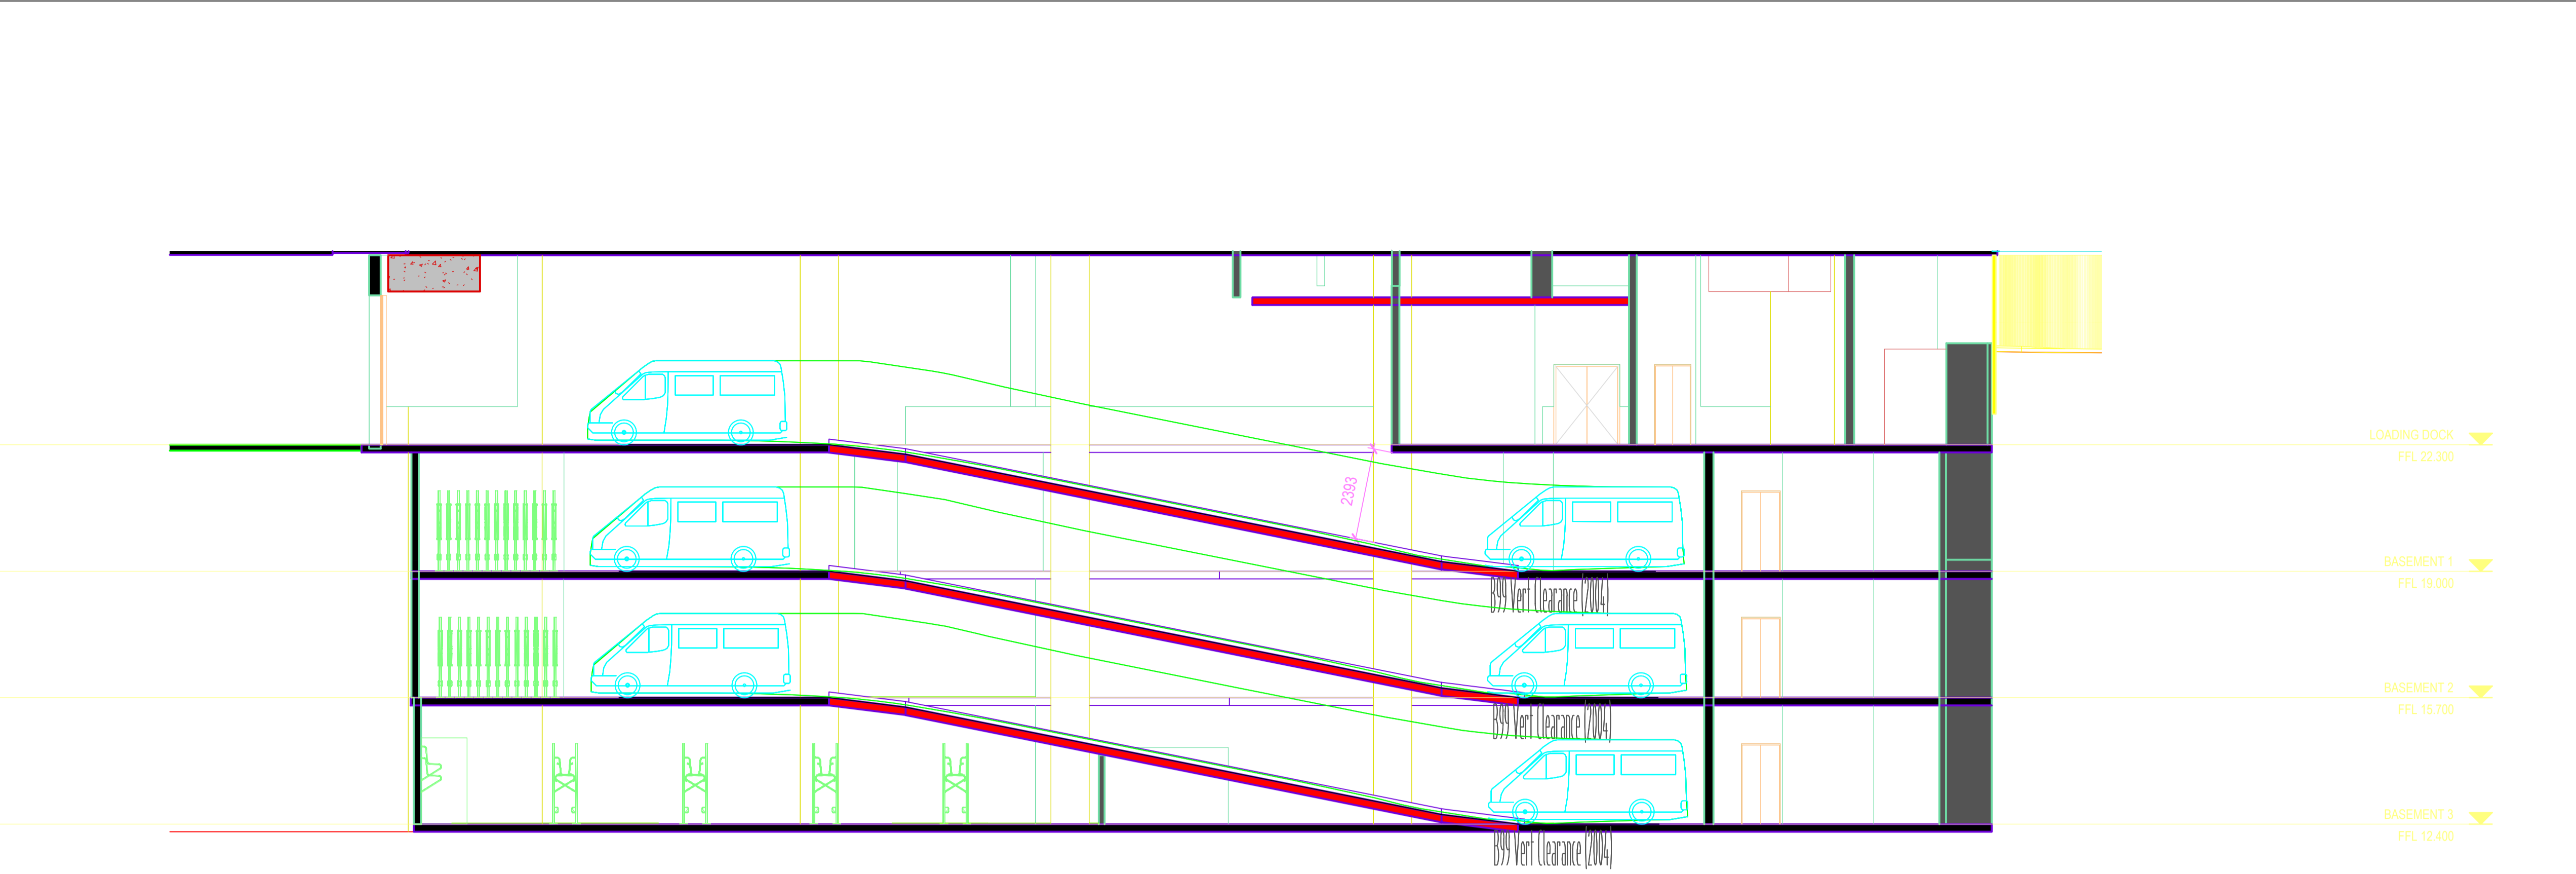 LOADING DOCK
FFL 22.300
2393
BASEMENT 1
FFL 19.000
B99 Vert Clearance (2004)
BASEMENT 2
FFL 15.700
B99 Vert Clearance (2004)
BASEMENT 3
FFL 12.400
B99 Vert Clearance (2004)